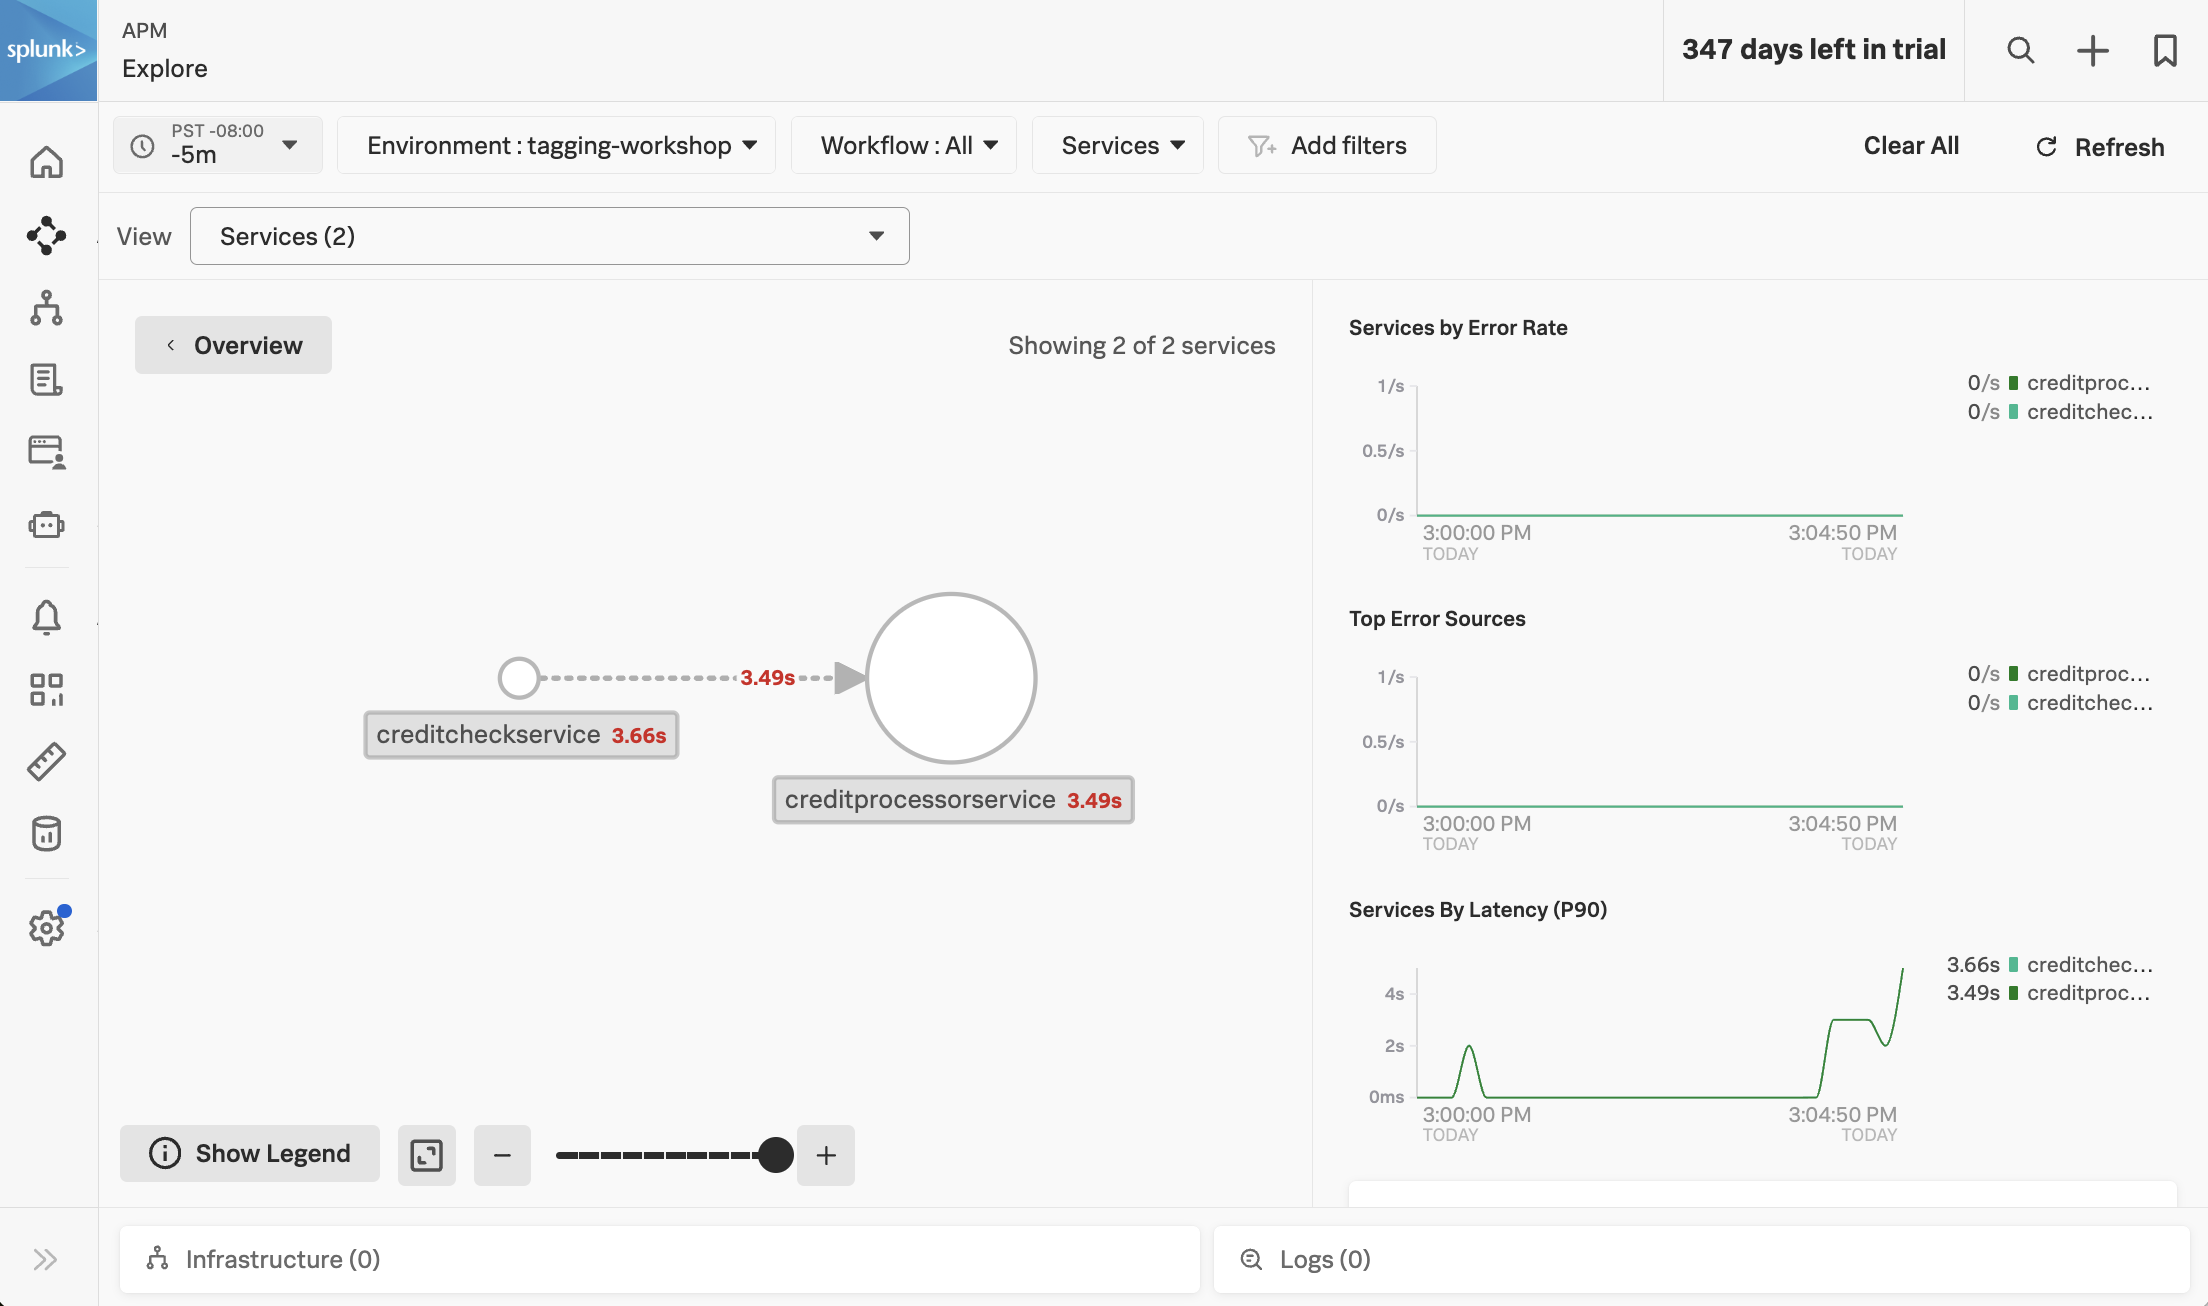 splunk>
APM
Explore
347 days left in trial
PST -08:00
-5m
Environment : tagging-workshop
Workflow : All
Services
Add filters
Clear All
Refresh
View
Services (2)
Overview
Showing 2 of 2 services
3.49s
creditcheckservice 3.66s
creditprocessorservice 3.49s
Show Legend
Services by Error Rate
1/s
0.5/s
0/s
3:00:00 PM
TODAY
3:04:50 PM
TODAY
0/s creditproc...
0/s creditchec...
Top Error Sources
1/s
0.5/s
0/s
3:00:00 PM
TODAY
3:04:50 PM
TODAY
0/s creditproc...
0/s creditchec...
Services By Latency (P90)
4s
2s
0ms
3:00:00 PM
TODAY
3:04:50 PM
TODAY
3.66s creditchec...
3.49s creditproc...
Infrastructure (0)
Logs (0)